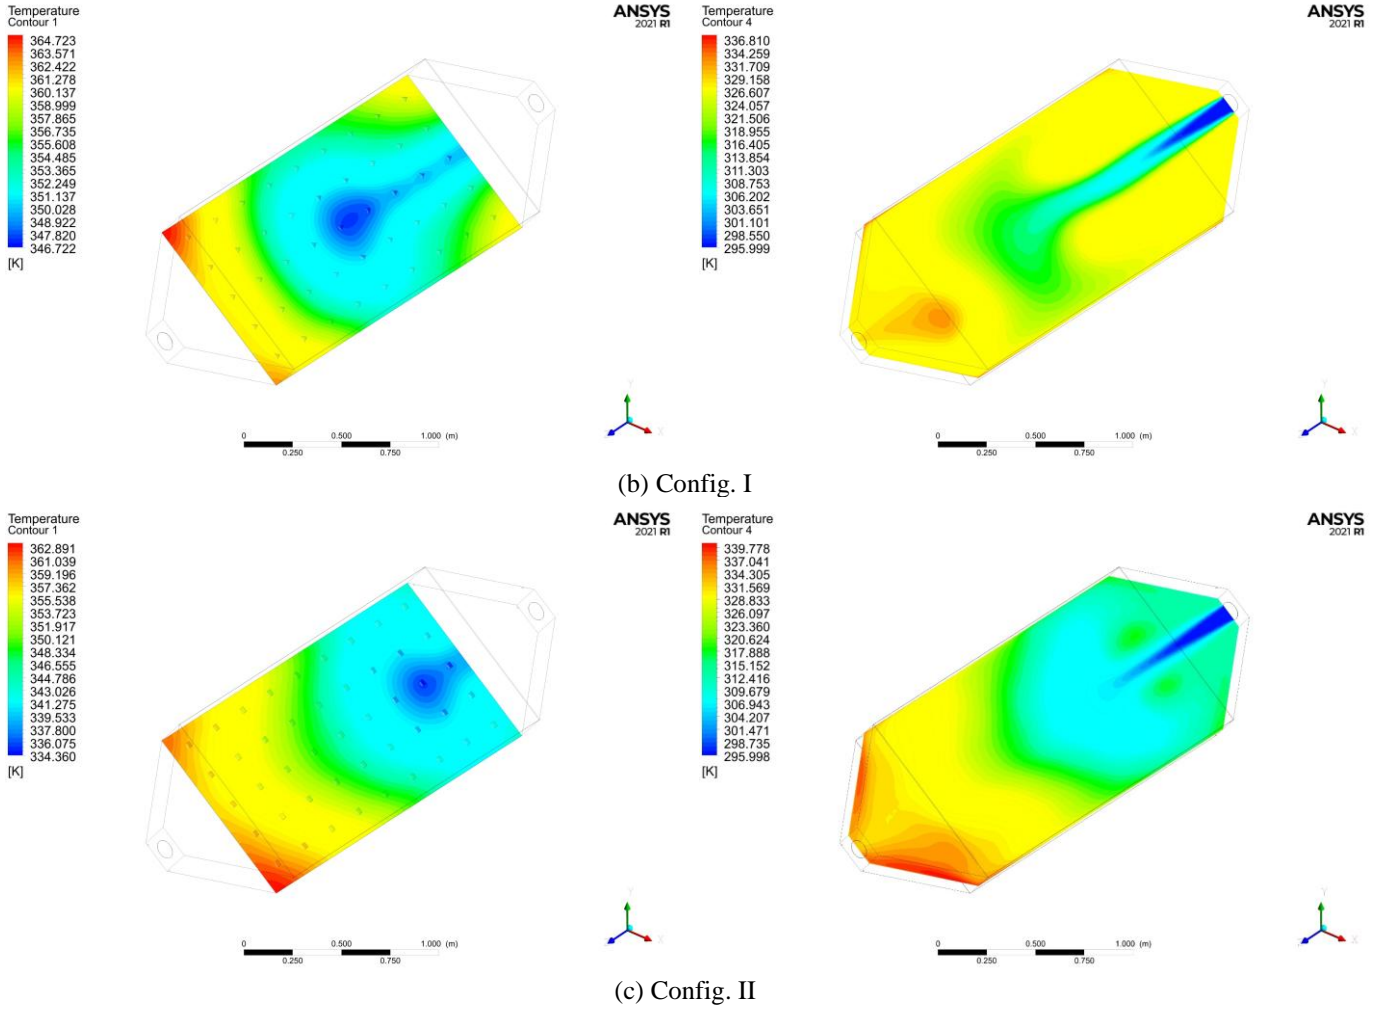 Temperature
Contour 1
364.723
363.571
362.422
361.278
360.137
358.999
357.865
356.735
355.608
354.485
353.365
352.249
351.137
350.028
348.922
347.820
346.722
[K]
ANSYS
2021 R1
0
0.500
1.000 (m)
0.250
0.750
Y
X
Temperature
Contour 4
336.810
334.259
331.709
329.158
326.607
324.057
321.506
318.955
316.405
313.854
311.303
308.753
306.202
303.651
301.101
298.550
295.999
[K]
ANSYS
2021 R1
0
0.500
1.000 (m)
0.250
0.750
Y
X
(b) Config. I
Temperature
Contour 1
362.891
361.039
359.196
357.362
355.538
353.723
351.917
350.121
348.334
346.555
344.786
343.026
341.275
339.533
337.800
336.075
334.360
[K]
ANSYS
2021 R1
0
0.500
1.000 (m)
0.250
0.750
Y
X
Temperature
Contour 4
339.778
337.041
334.305
331.569
328.833
326.097
323.360
320.624
317.888
315.152
312.416
309.679
306.943
304.207
301.471
298.735
295.998
[K]
ANSYS
2021 R1
0
0.500
1.000 (m)
0.250
0.750
Y
X
(c) Config. II